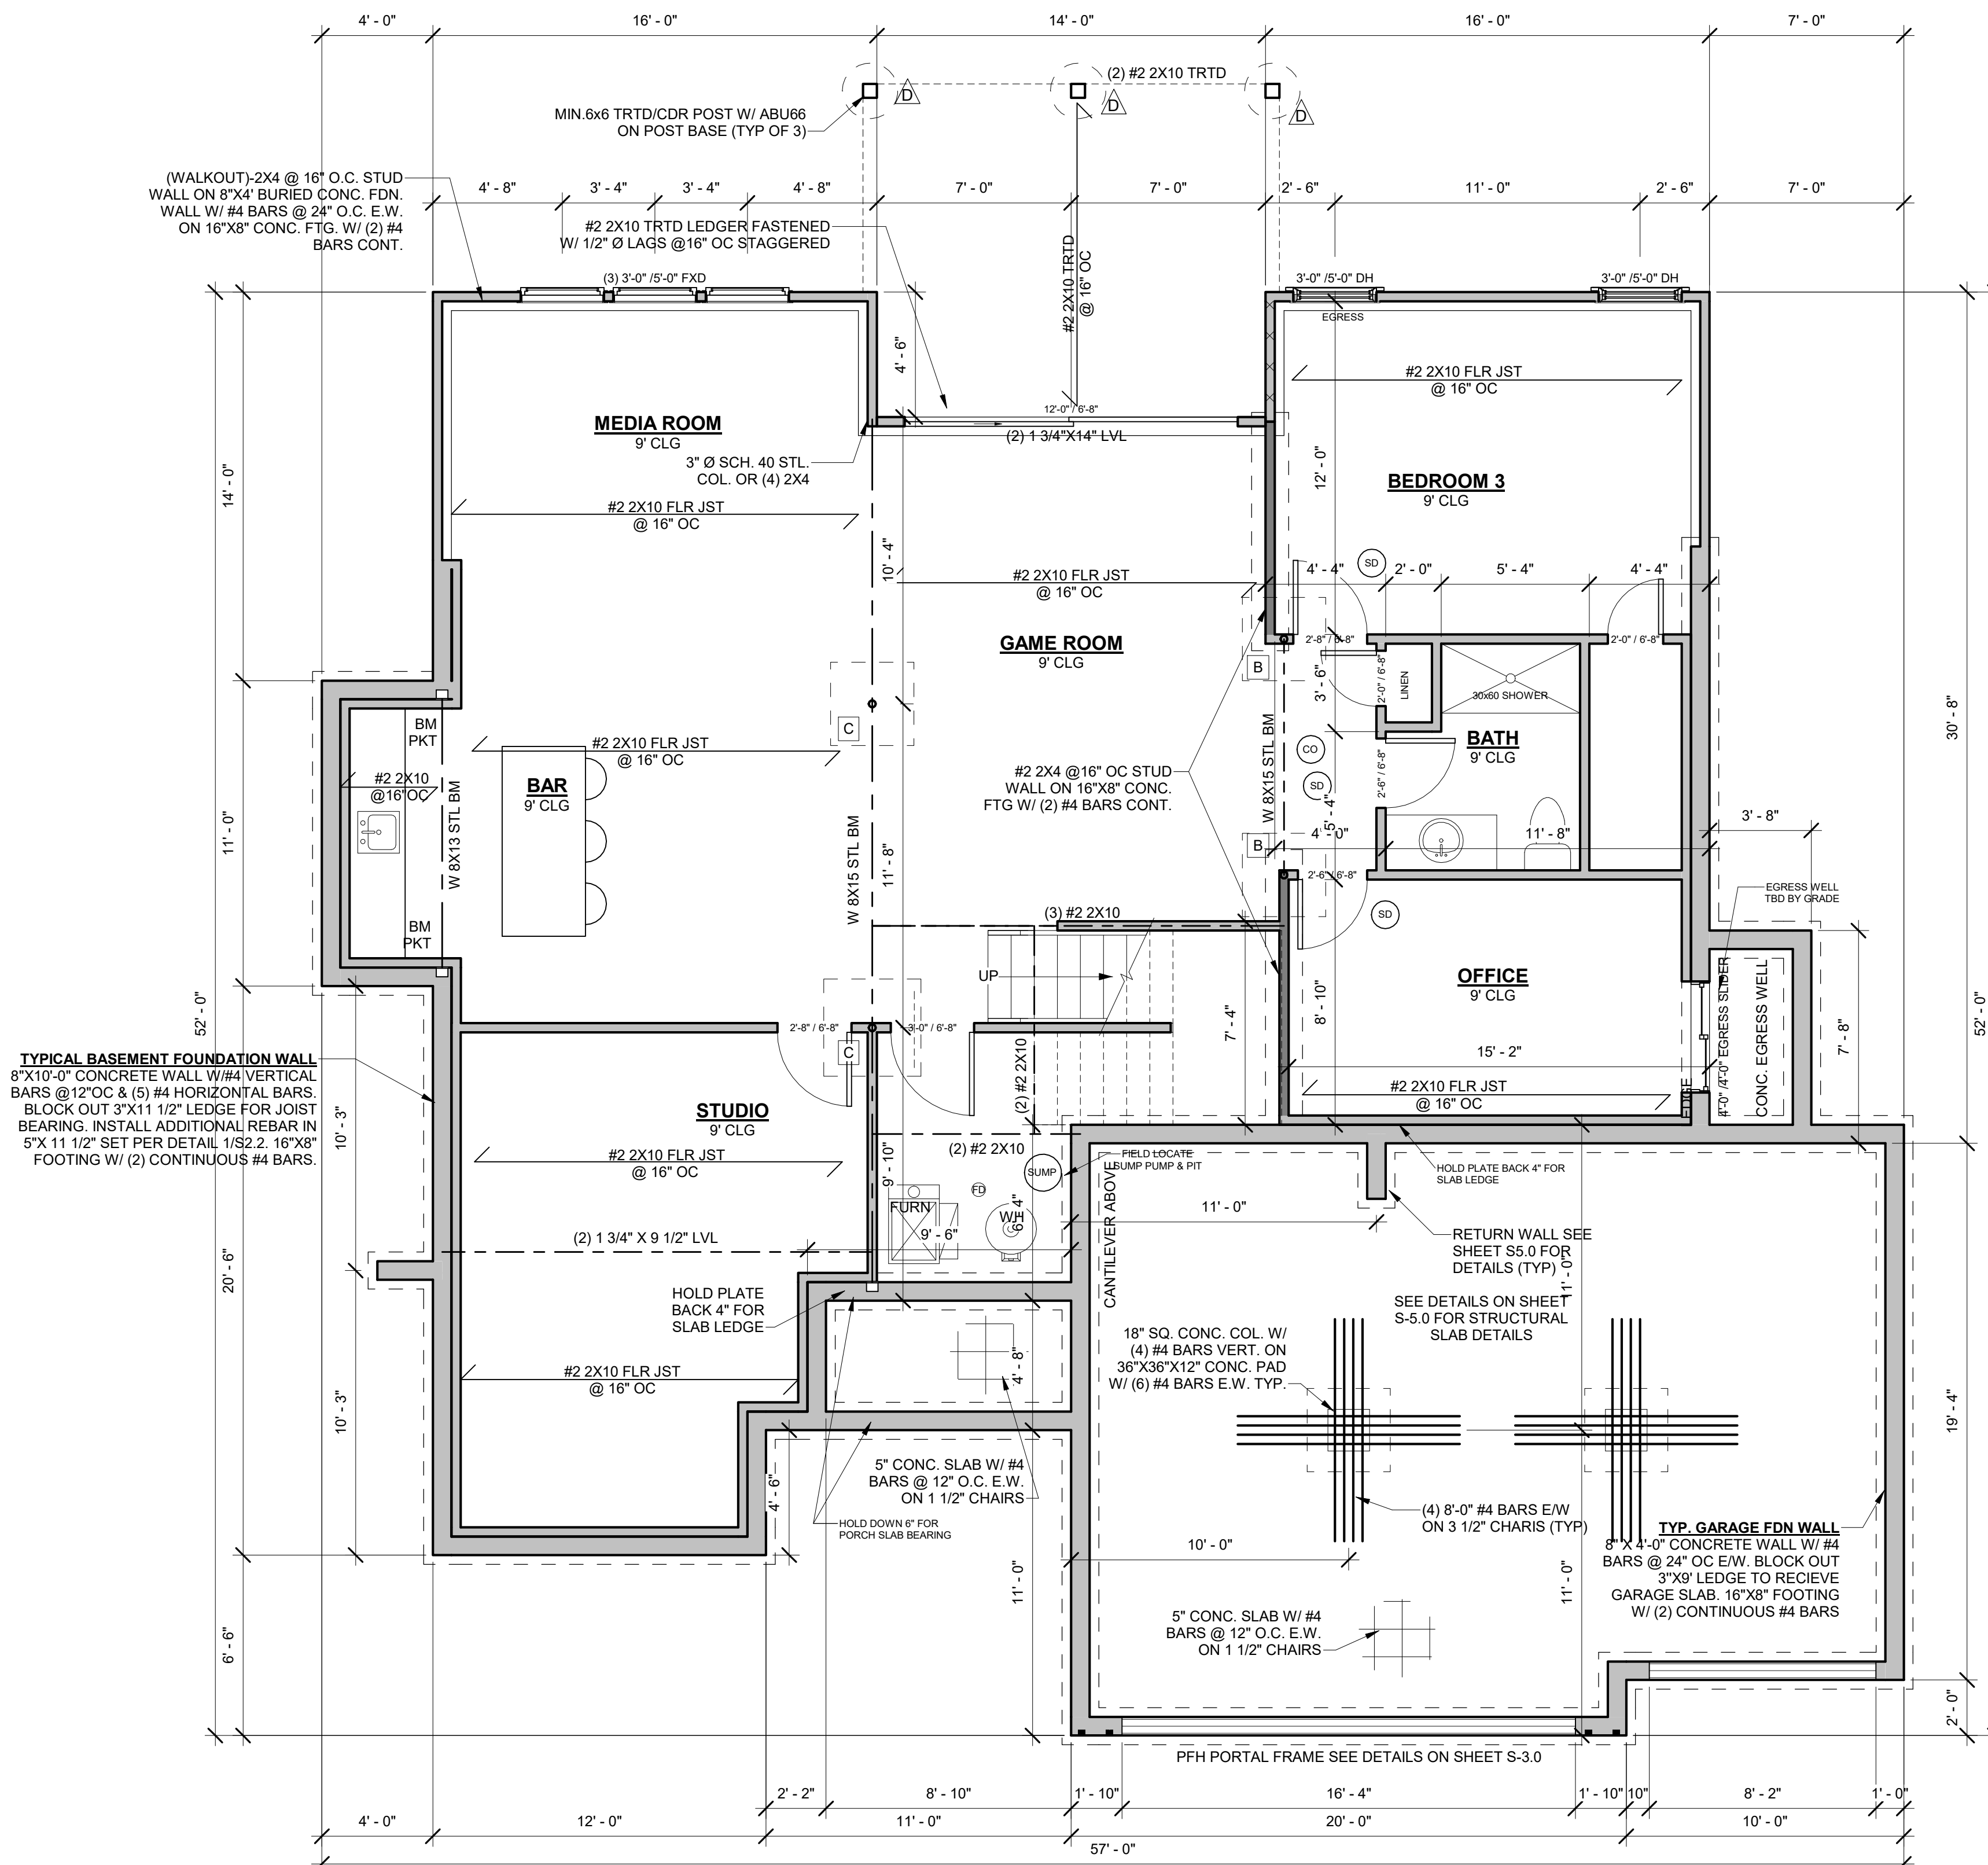 4' - 0"
16' - 0"
14' - 0"
16' - 0"
7' - 0"
(2) #2 2X10 TRTD
D
D
D
MIN.6x6 TRTD/CDR POST W/ ABU66
ON POST BASE (TYP OF 3)
(WALKOUT)-2X4 @ 16" O.C. STUD
WALL ON 8"X4' BURIED CONC. FDN.
WALL W/ #4 BARS @ 24" O.C. E.W.
ON 16"X8" CONC. FTG. W/ (2) #4
BARS CONT.
4' - 8"
3' - 4"
3' - 4"
4' - 8"
7' - 0"
7' - 0"
2' - 6"
11' - 0"
2' - 6"
7' - 0"
#2 2X10 TRTD LEDGER FASTENED
W/ 1/2" Ø LAGS @16" OC STAGGERED
#2 2X10 TRTD
@ 16" OC
(3) 3'-0" /5'-0" FXD
3'-0" /5'-0" DH
3'-0" /5'-0" DH
EGRESS
4' - 6"
#2 2X10 FLR JST
@ 16" OC
12'-0" / 6'-8"
(2) 1 3/4"X14" LVL
MEDIA ROOM
9' CLG
3" Ø SCH. 40 STL.
COL. OR (4) 2X4
12' - 0"
BEDROOM 3
9' CLG
14' - 0"
30' - 8"
#2 2X10 FLR JST
@ 16" OC
10' - 4"
#2 2X10 FLR JST
@ 16" OC
SD
4' - 4"
2' - 0"
5' - 4"
4' - 4"
GAME ROOM
9' CLG
2'-8" / 6'-8"
2'-0" / 6'-8"
B
3' - 6"
2'-0" / 6'-8"
LINEN
30x60 SHOWER
BM
PKT
C
W 8X15 STL BM
CO
BATH
9' CLG
#2 2X10 FLR JST
@ 16" OC
#2 2X10
@16"OC
BAR
9' CLG
#2 2X4 @16" OC STUD
WALL ON 16"X8" CONC.
FTG W/ (2) #4 BARS CONT.
SD
2'-6" / 6'-8"
5' - 4"
11' - 0"
W 8X13 STL BM
W 8X15 STL BM
11' - 8"
B
4' - 0"
11' - 8"
3' - 8"
2'-6" / 6'-8"
EGRESS WELL
TBD BY GRADE
SD
(3) #2 2X10
BM
PKT
UP
OFFICE
9' CLG
52' - 0"
52' - 0"
8' - 10"
7' - 4"
7' - 8"
4'-0" /4'-0" EGRESS SLIDER
CONC. EGRESS WELL
2'-8" / 6'-8"
3'-0" / 6'-8"
C
15' - 2"
(2) #2 2X10
#2 2X10 FLR JST
@ 16" OC
TYPICAL BASEMENT FOUNDATION WALL
8"X10'-0" CONCRETE WALL W/#4 VERTICAL
BARS @12"OC & (5) #4 HORIZONTAL BARS.
BLOCK OUT 3"X11 1/2" LEDGE FOR JOIST
BEARING. INSTALL ADDITIONAL REBAR IN
5"X 11 1/2" SET PER DETAIL 1/S2.2. 16"X8"
FOOTING W/ (2) CONTINUOUS #4 BARS.
10' - 3"
STUDIO
9' CLG
#2 2X10 FLR JST
@ 16" OC
9' - 10"
(2) #2 2X10
SUMP
FIELD LOCATE
SUMP PUMP & PIT
HOLD PLATE BACK 4" FOR
SLAB LEDGE
FD
FURN
WH
6' - 4"
9' - 6"
CANTILEVER ABOVE
11' - 0"
(2) 1 3/4" X 9 1/2" LVL
RETURN WALL SEE
SHEET S5.0 FOR
DETAILS (TYP)
11' - 0"
20' - 6"
HOLD PLATE
BACK 4" FOR
SLAB LEDGE
SEE DETAILS ON SHEET
S-5.0 FOR STRUCTURAL
SLAB DETAILS
18" SQ. CONC. COL. W/
(4) #4 BARS VERT. ON
36"X36"X12" CONC. PAD
W/ (6) #4 BARS E.W. TYP.
4' - 8"
#2 2X10 FLR JST
@ 16" OC
10' - 3"
19' - 4"
5" CONC. SLAB W/ #4
BARS @ 12" O.C. E.W.
ON 1 1/2" CHAIRS
4' - 6"
HOLD DOWN 6" FOR
PORCH SLAB BEARING
(4) 8'-0" #4 BARS E/W
ON 3 1/2" CHARIS (TYP)
TYP. GARAGE FDN WALL
8" X 4'-0" CONCRETE WALL W/ #4
BARS @ 24" OC E/W. BLOCK OUT
3"X9' LEDGE TO RECIEVE
GARAGE SLAB. 16"X8" FOOTING
W/ (2) CONTINUOUS #4 BARS
10' - 0"
11' - 0"
11' - 0"
5" CONC. SLAB W/ #4
BARS @ 12" O.C. E.W.
ON 1 1/2" CHAIRS
6' - 6"
2' - 0"
PFH PORTAL FRAME SEE DETAILS ON SHEET S-3.0
2' - 2"
8' - 10"
1' - 10"
16' - 4"
1' - 10"
10"
8' - 2"
1' - 0"
4' - 0"
12' - 0"
11' - 0"
20' - 0"
10' - 0"
57' - 0"